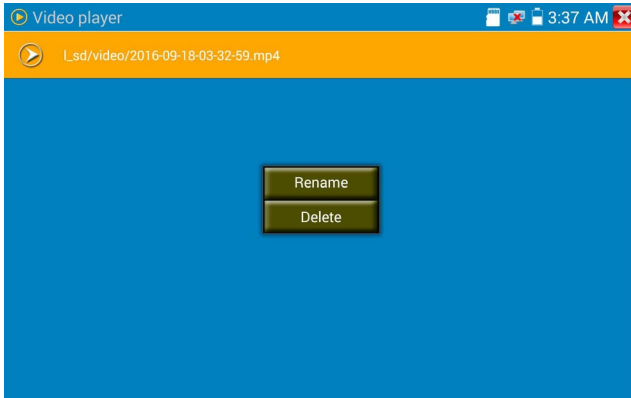 Video player
3:37 AM
l_sd/video/2016-09-18-03-32-59.mp4
Rename
Delete